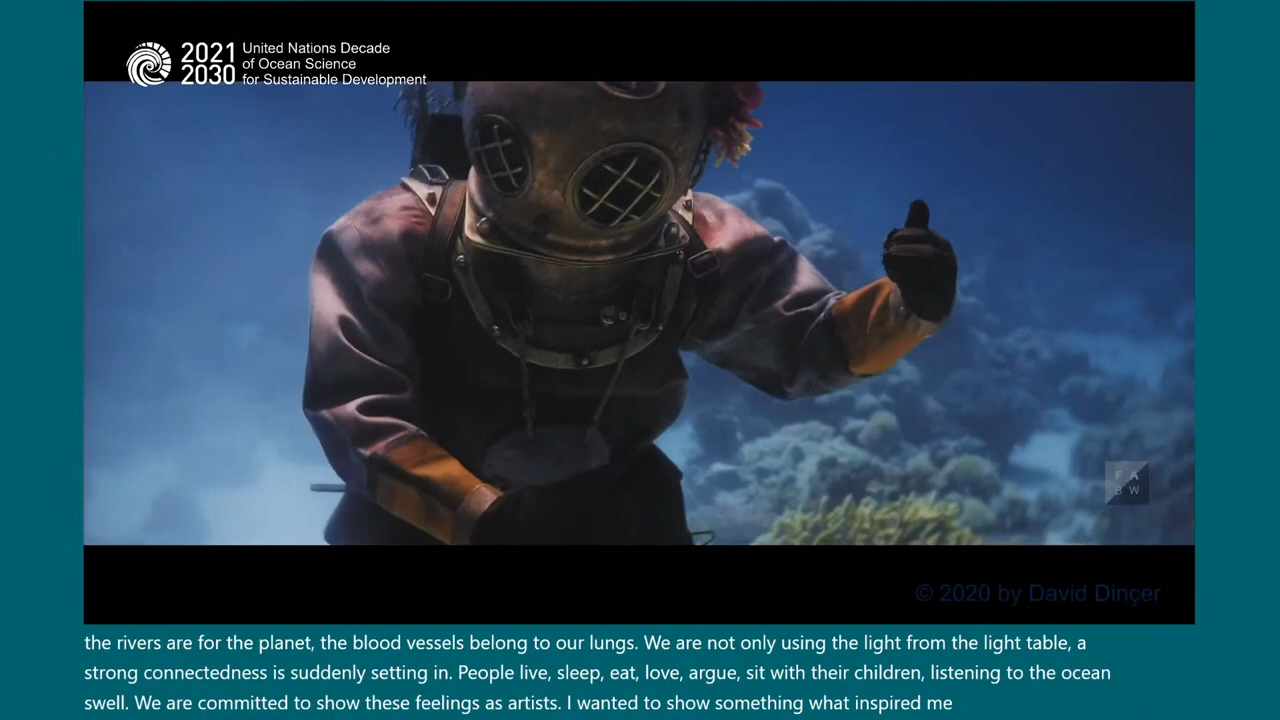 2021
2030
United Nations Decade
of Ocean Science
for Sustainable Development
F A
B W
© 2020 by David Dinçer
the rivers are for the planet, the blood vessels belong to our lungs. We are not only using the light from the light table, a
strong connectedness is suddenly setting in. People live, sleep, eat, love, argue, sit with their children, listening to the ocean
swell. We are committed to show these feelings as artists. I wanted to show something what inspired me